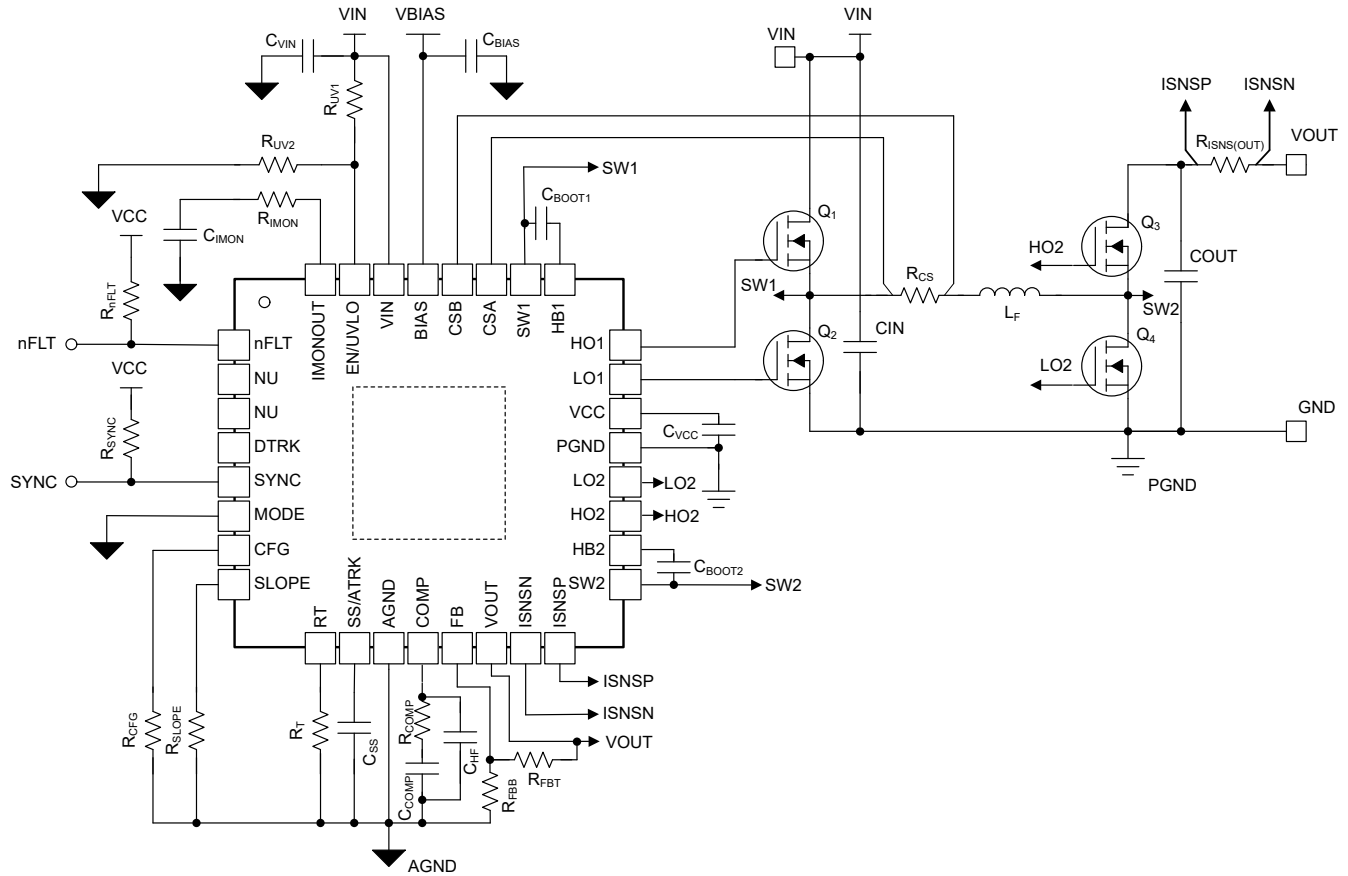 VIN
VBIAS
VIN
VIN
CVIN
CBIAS
RUV1
ISNSP
ISNSN
RISNS(OUT)
VOUT
RUV2
SW1
CBOOT1
VCC
RIMON
CIMON
Q1
Q3
HO2
COUT
RnFLT
IMONOUT
EN/UVLO
VIN
BIAS
CSB
CSA
SW1
HB1
SW1
RCS
LF
SW2
nFLT
nFLT
HO1
Q2
CIN
Q4
NU
LO1
LO2
VCC
NU
VCC
CVCC
GND
RSYNC
DTRK
PGND
SYNC
SYNC
LO2
LO2
PGND
MODE
HO2
HO2
CFG
HB2
CBOOT2
SLOPE
SW2
SW2
RT
SS/ATRK
AGND
COMP
FB
VOUT
ISNSN
ISNSP
ISNSP
ISNSN
RCFG
RSLOPE
RT
CSS
RCOMP
CHF
VOUT
CCOMP
RFBB
RFBT
AGND